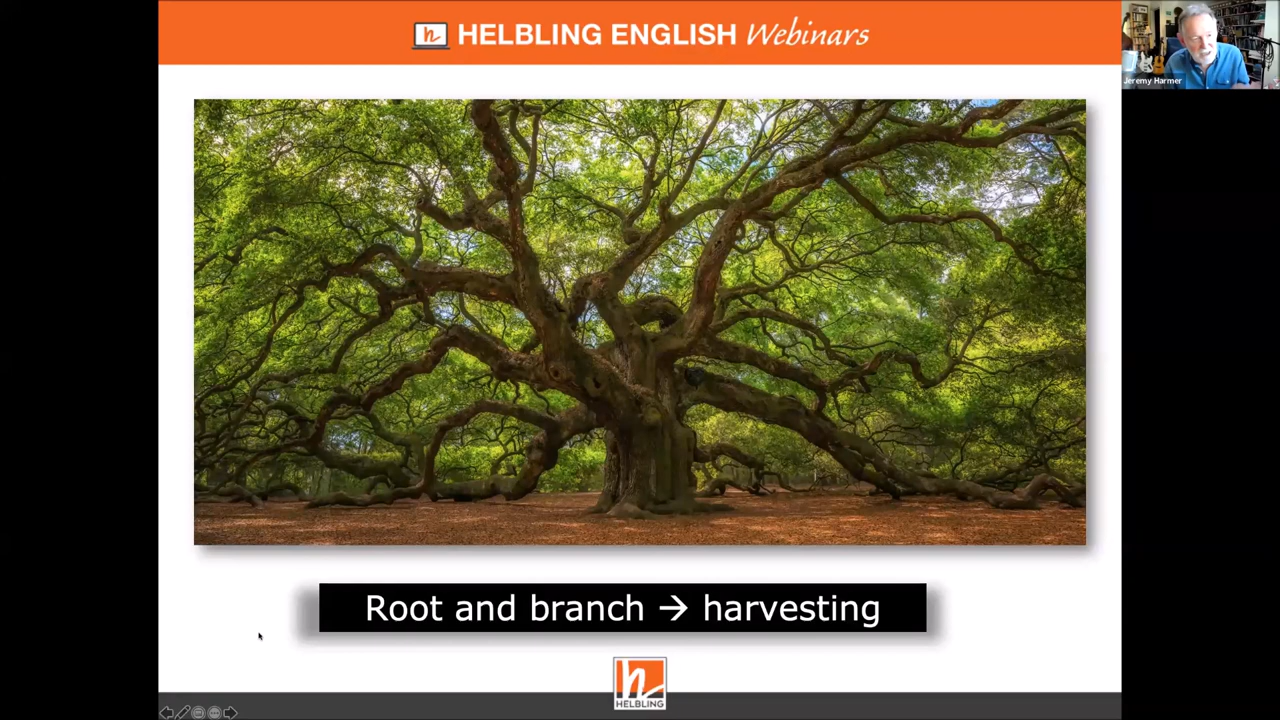 HELBLING ENGLISH Webinars
Jeremy Harmer
Root and branch → harvesting
HELBLING